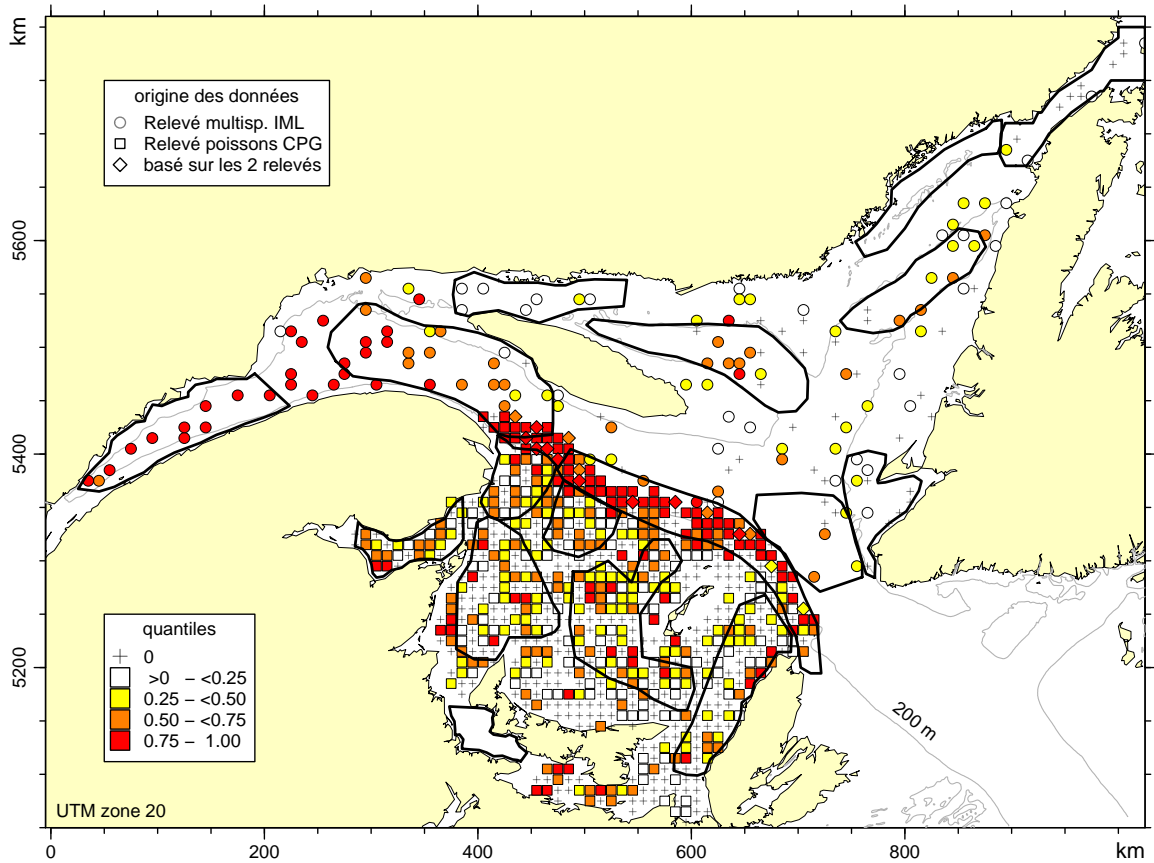 km
origine des données
Relevé multisp. IML
Relevé poissons CPG
basé sur les 2 relevés
5600
5400
5200
quantiles
0
>0 – <0.25
0.25 – <0.50
0.50 – <0.75
0.75 – 1.00
200 m
UTM zone 20
0 200 400 600 800 km